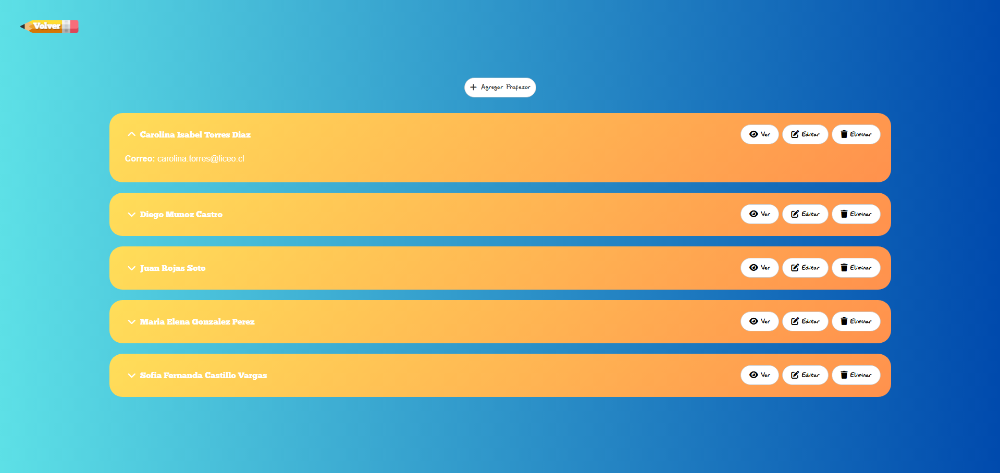 Volver
Agregar Profesor
Carolina Isabel Torres Diaz Ver Editar Eliminar
Correo: carolina.torres@liceo.cl
Diego Munoz Castro Ver Editar Eliminar
Juan Rojas Soto Ver Editar Eliminar
Maria Elena Gonzalez Perez Ver Editar Eliminar
Sofia Fernanda Castillo Vargas Ver Editar Eliminar